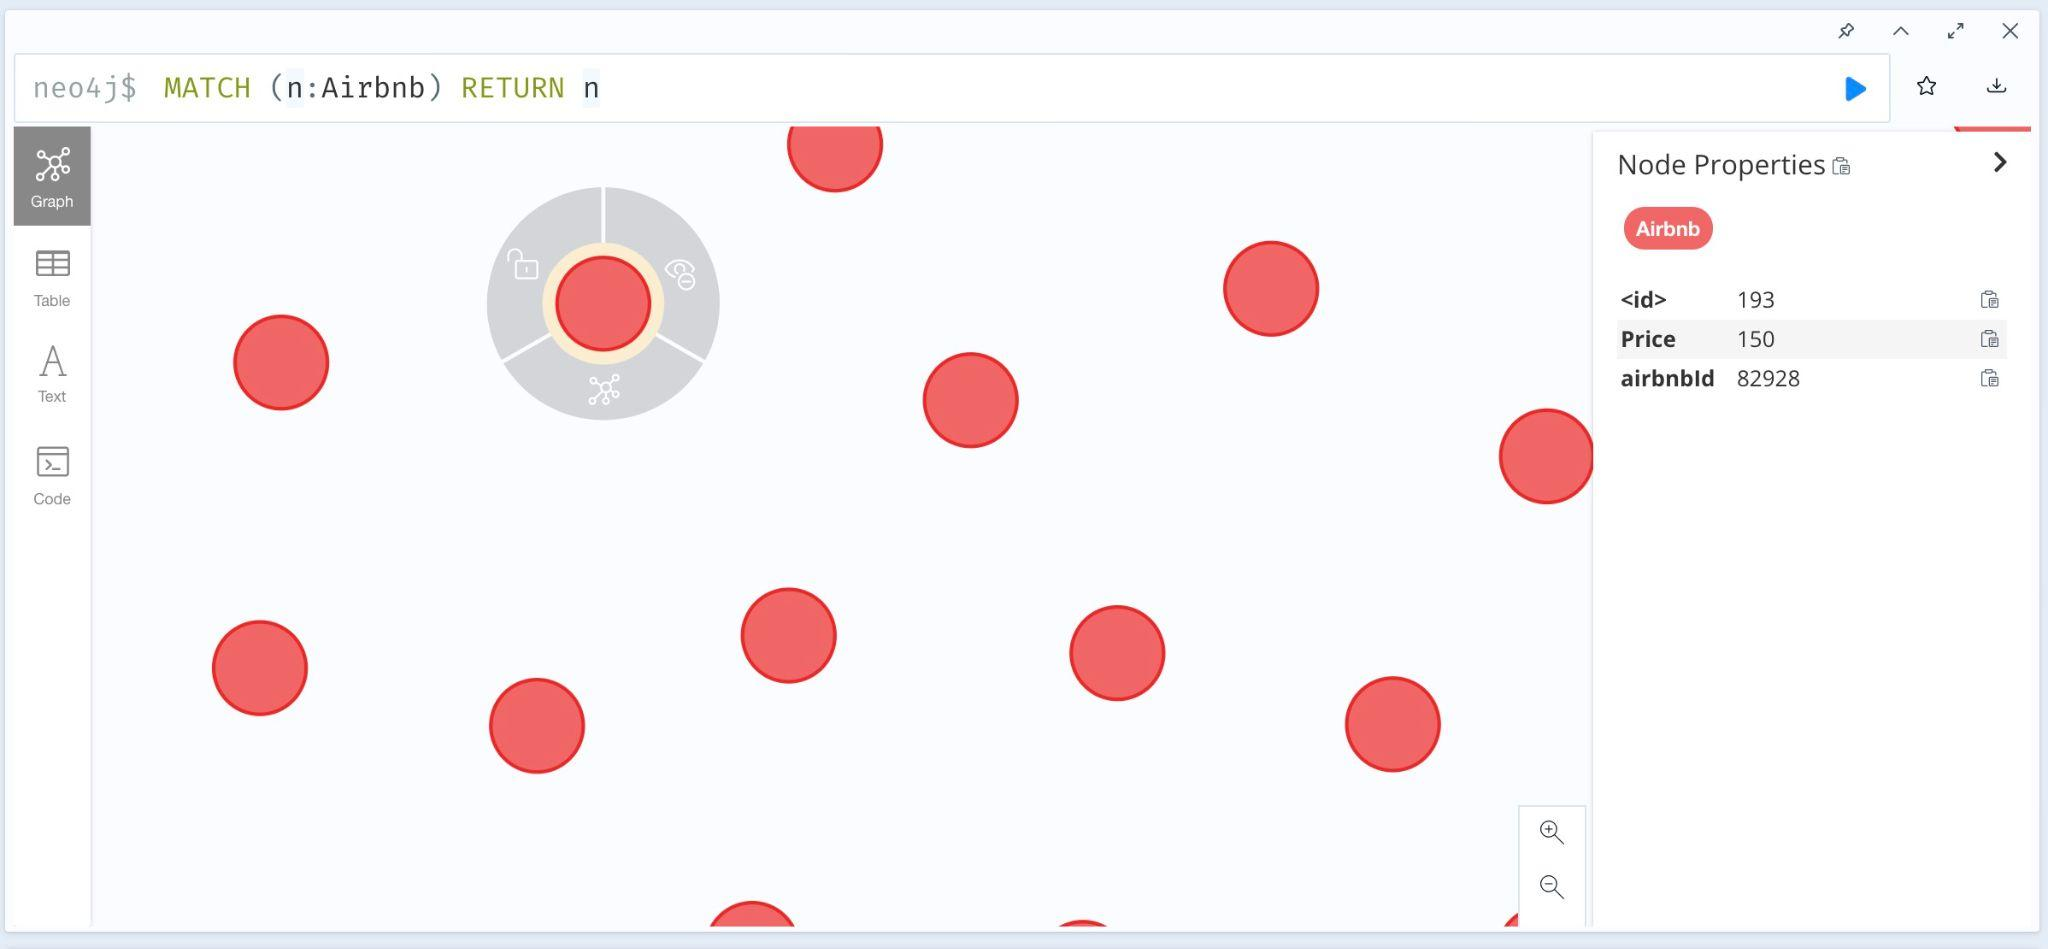 neo4j$ MATCH (n:Airbnb) RETURN n
Graph
Table
Text
Code
Node Properties
Airbnb
<id> 193
Price 150
airbnbId 82928